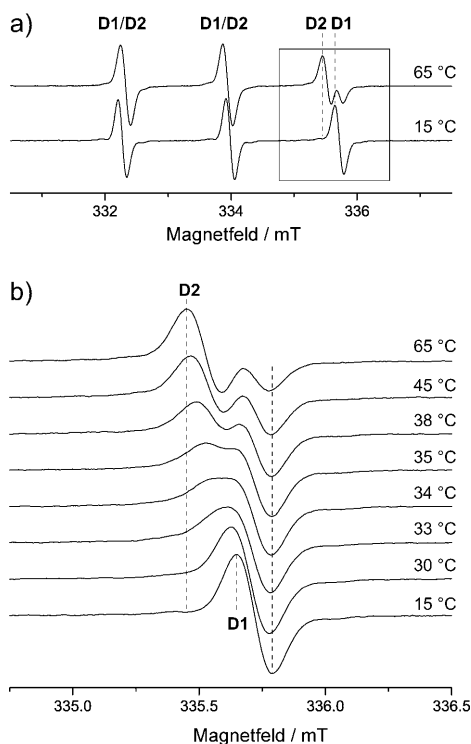 a)
D1/D2 D1/D2 D2 D1
65 °C
15 °C
332 334 336
Magnetfeld / mT
b)
D2
65 °C
45 °C
38 °C
35 °C
34 °C
33 °C
30 °C
D1
15 °C
335.0 335.5 336.0 336.5
Magnetfeld / mT